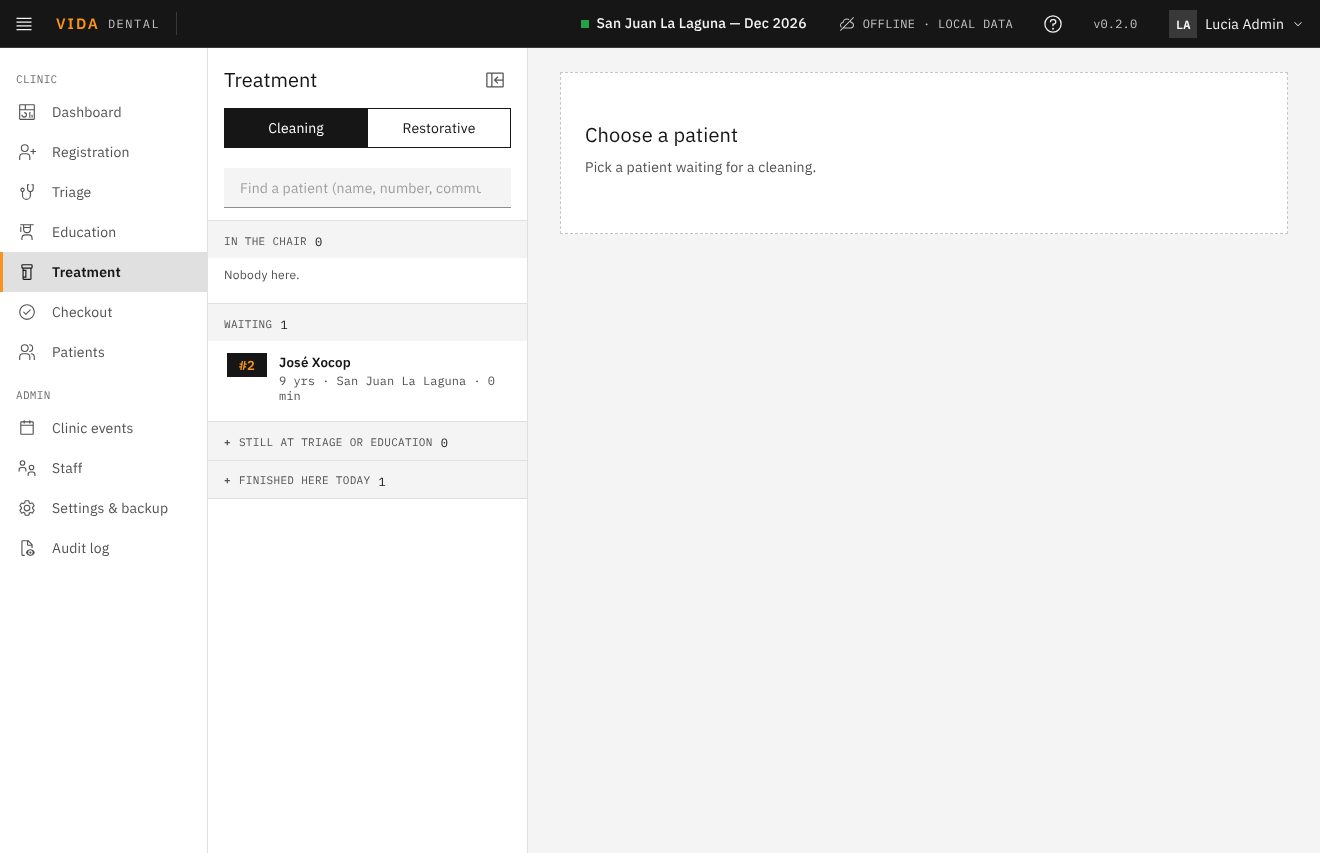 VIDA DENTAL
San Juan La Laguna — Dec 2026
OFFLINE · LOCAL DATA
v0.2.0
LA
Lucia Admin
CLINIC
Dashboard
Registration
Triage
Education
Treatment
Checkout
Patients
ADMIN
Clinic events
Staff
Settings & backup
Audit log
Treatment
Cleaning
Restorative
Find a patient (name, number, commu
IN THE CHAIR 0
Nobody here.
WAITING 1
#2
José Xocop
9 yrs · San Juan La Laguna · 0
min
+ STILL AT TRIAGE OR EDUCATION 0
+ FINISHED HERE TODAY 1
Choose a patient
Pick a patient waiting for a cleaning.